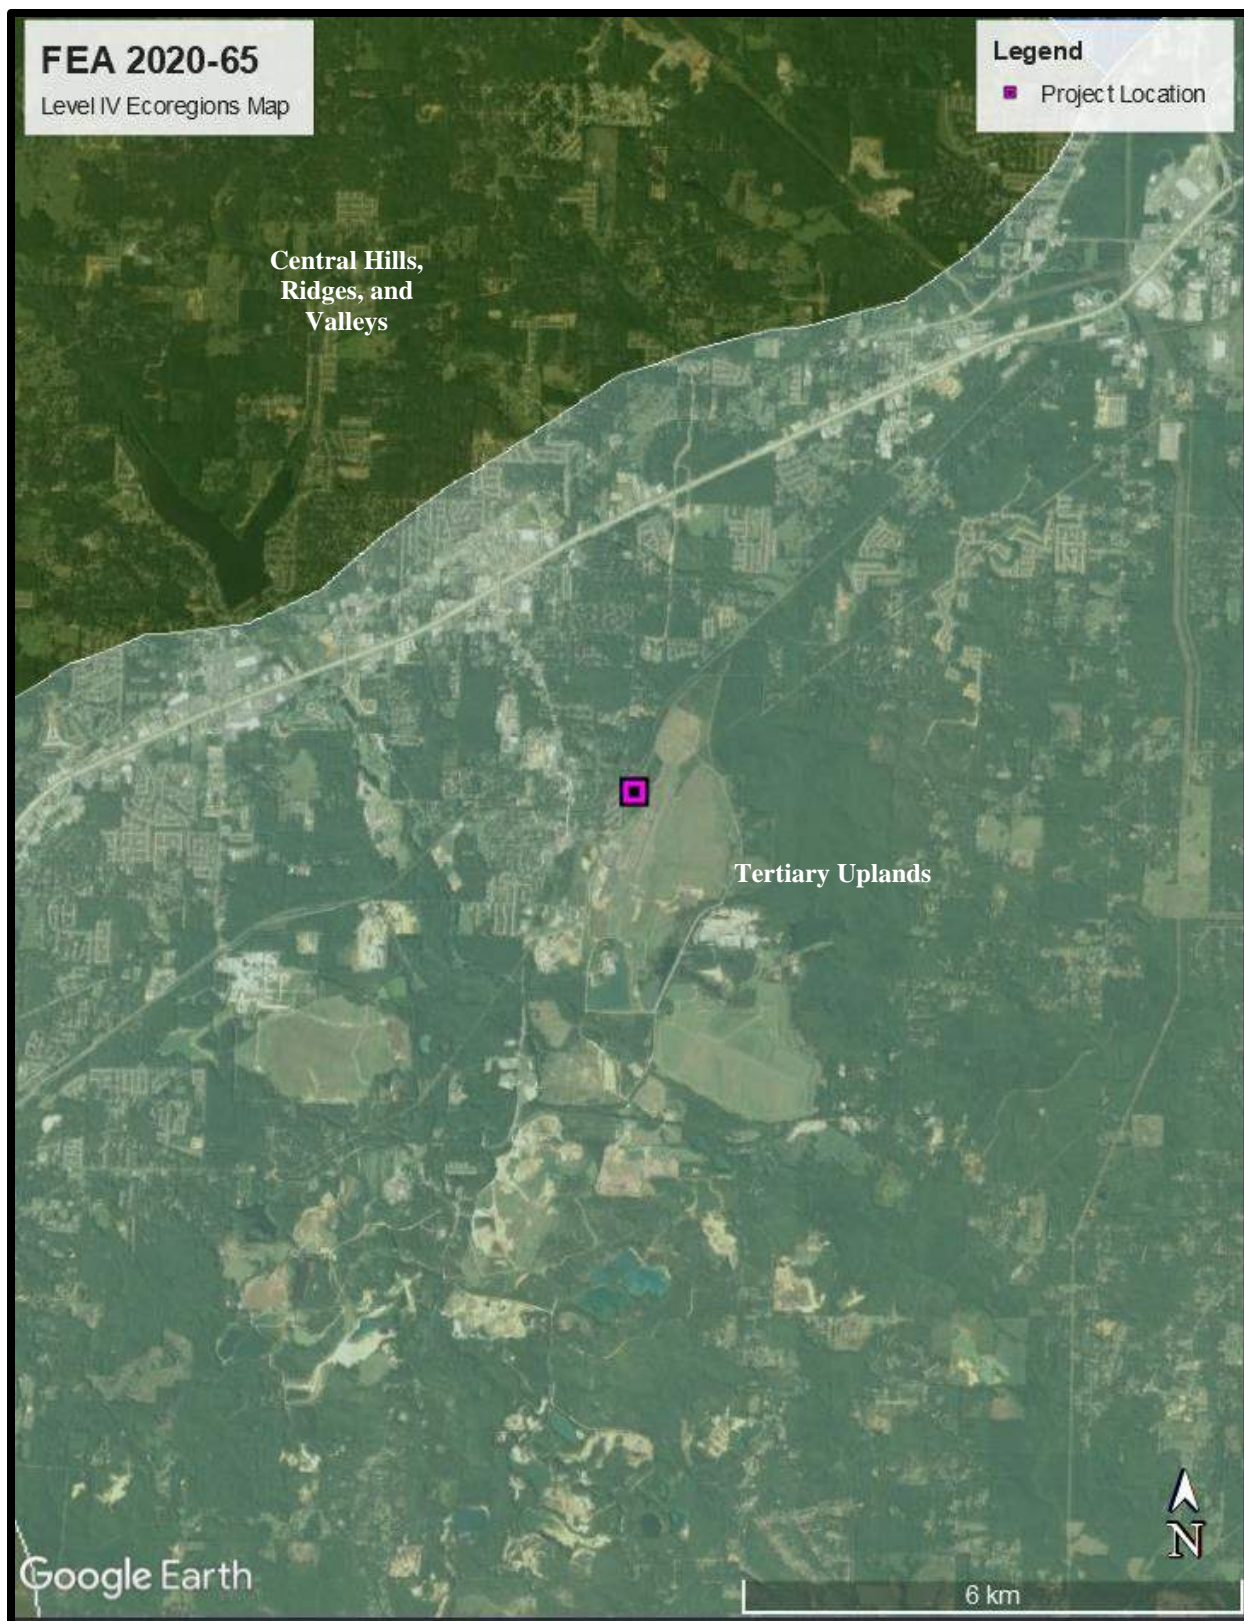 FEA 2020-65
Level IV Ecoregions Map
Legend
Project Location
Central Hills,
Ridges, and
Valleys
Tertiary Uplands
N
Google Earth
6 km